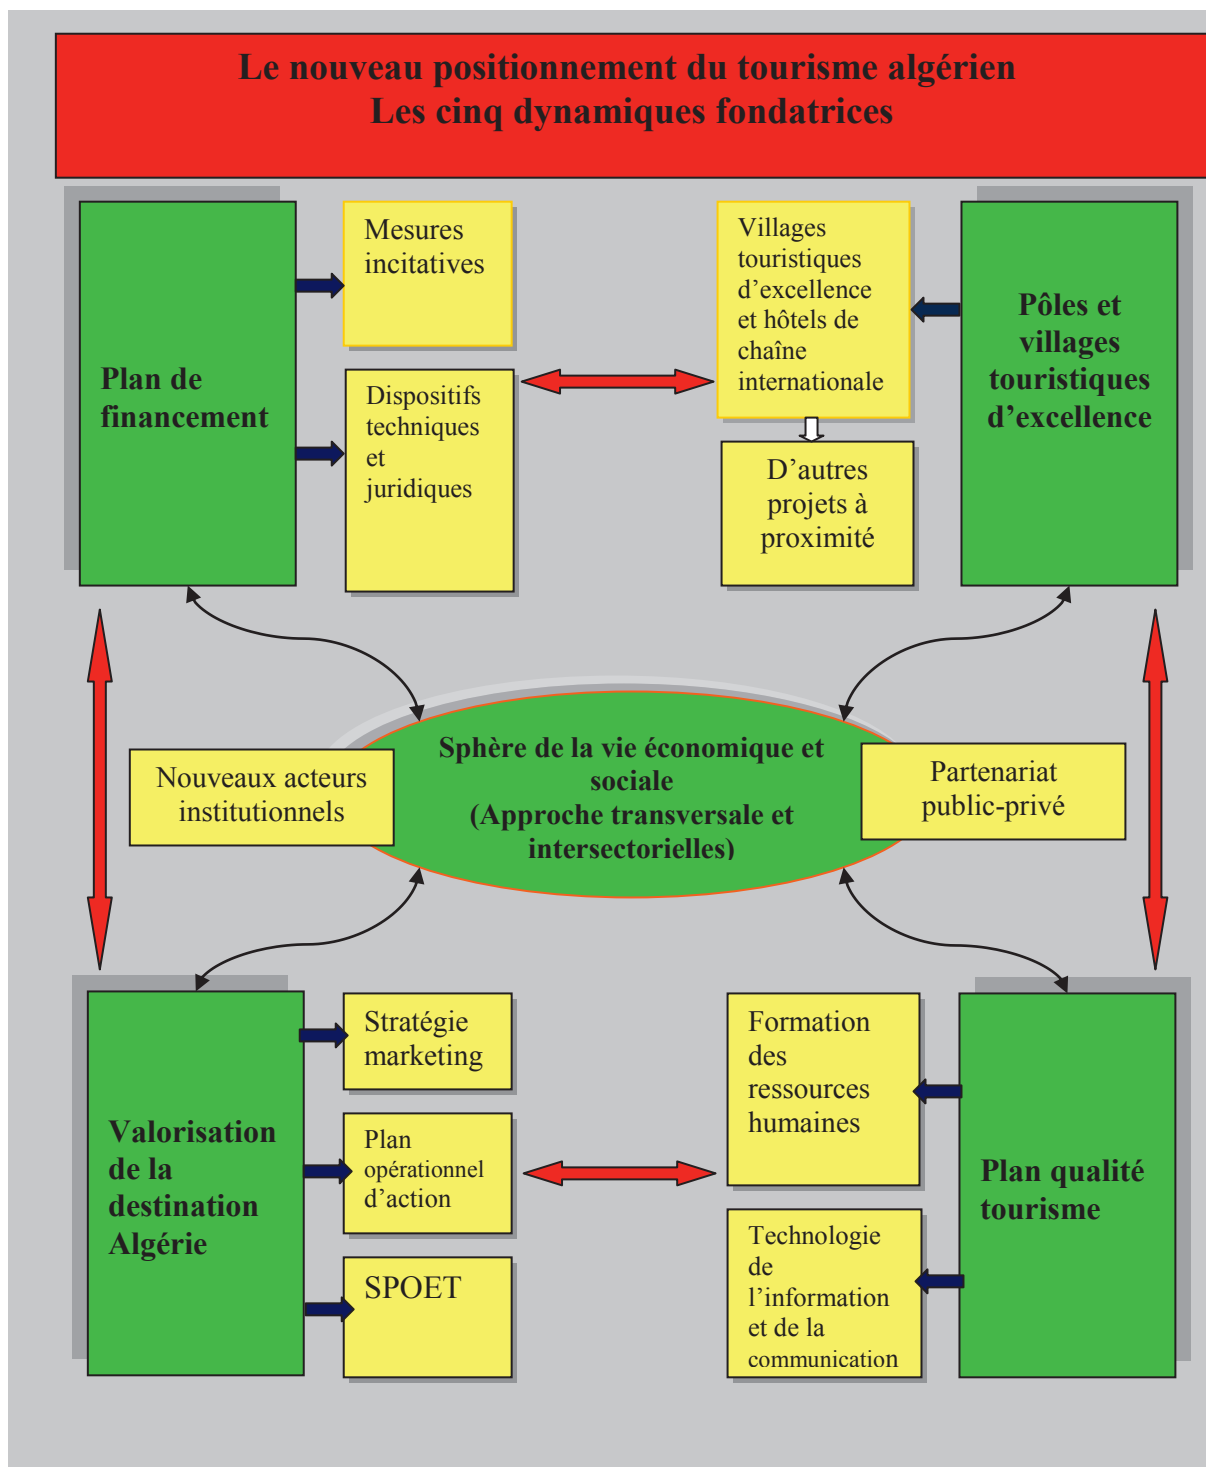 Le nouveau positionnement du tourisme algérien
Les cinq dynamiques fondatrices
Plan de
financement
Mesures
incitatives
Dispositifs
techniques
et
juridiques
Villages
touristiques
d’excellence
et hôtels de
chaîne
internationale
D’autres
projets à
proximité
Pôles et
villages
touristiques
d’excellence
Nouveaux acteurs
institutionnels
Sphère de la vie économique et
sociale
(Approche transversale et
intersectorielles)
Partenariat
public-privé
Valorisation
de la
destination
Algérie
Stratégie
marketing
Plan
opérationnel
d’action
SPOET
Formation
des
ressources
humaines
Technologie
de
l’information
et de la
communication
Plan qualité
tourisme